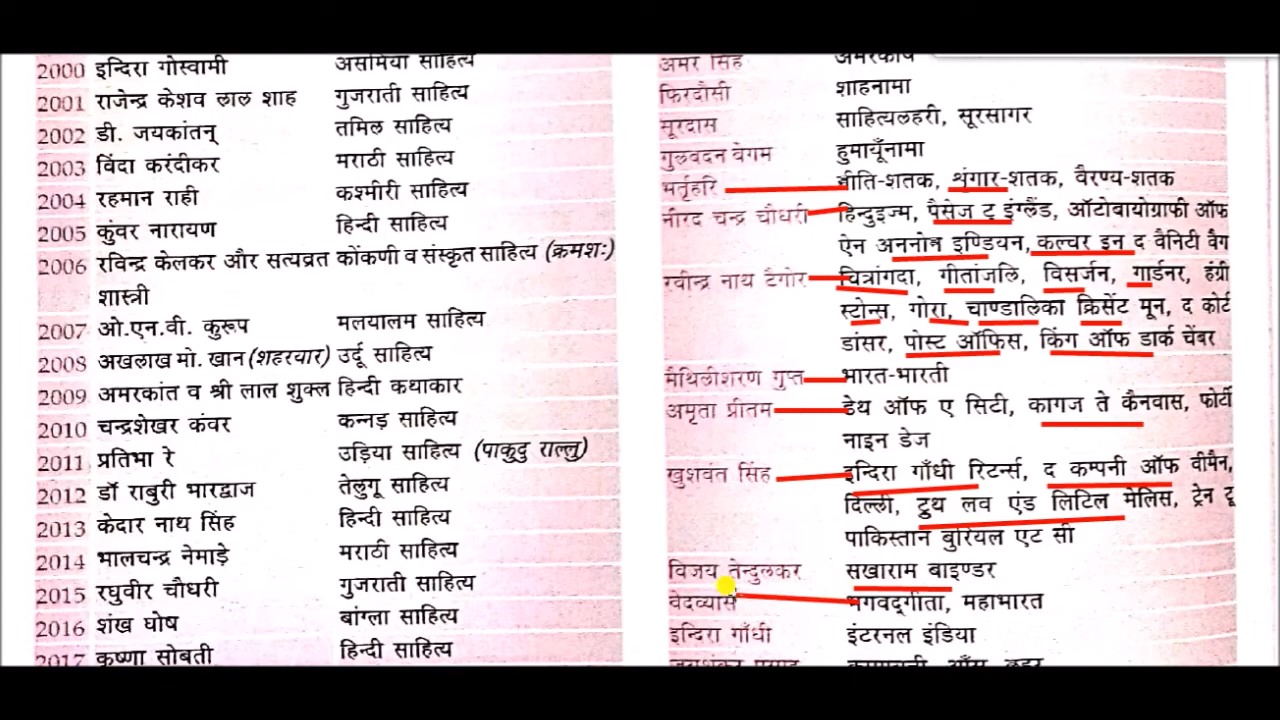 2000 इन्दिरा गोस्वामी असमिया साहित्य
2001 राजेन्द्र केशव लाल शाह गुजराती साहित्य
2002 डी. जयकांतन् तमिल साहित्य
2003 विंदा करंदीकर मराठी साहित्य
2004 रहमान राही कश्मीरी साहित्य
2005 कुंवर नारायण हिन्दी साहित्य
2006 रविन्द्र केलकर और सत्यव्रत कोंकणी व संस्कृत साहित्य (क्रमशः)
शास्त्री
2007 ओ.एन.वी. कुरूप मलयालम साहित्य
2008 अखलाख मो. खान (शहरयार) उर्दू साहित्य
2009 अमरकांत व श्री लाल शुक्ल हिन्दी कथाकार
2010 चन्द्रशेखर कंवर कन्नड़ साहित्य
2011 प्रतिभा रे उड़िया साहित्य (पाकुदु राल्लु)
2012 डॉ राबुरी भारद्वाज तेलुगू साहित्य
2013 केदार नाथ सिंह हिन्दी साहित्य
2014 भालचन्द्र नेमाड़े मराठी साहित्य
2015 रघुवीर चौधरी गुजराती साहित्य
2016 शंख घोष बांग्ला साहित्य
2017 कृष्णा सोबती हिन्दी साहित्य
अमर सिंह अमरकोष
फिरदौसी शाहनामा
सूरदास साहित्यलहरी, सूरसागर
गुलबदन बेगम हुमायूँनामा
भर्तृहरि नीति-शतक, श्रृंगार-शतक, वैरण्य-शतक
नीरद चन्द्र चौधरी हिन्दुइज्म, पैसेज टू इंग्लैंड, ऑटोबायोग्राफी ऑफ
ऐन अननोन इण्डियन, कल्चर इन द वैनिटी वैग
रवीन्द्र नाथ टैगोर चित्रांगदा, गीतांजलि, विसर्जन, गार्डनर, हंग्री
स्टोन्स, गोरा, चाण्डालिका क्रिसेंट मून, द कोर्ट
डांसर, पोस्ट ऑफिस, किंग ऑफ डार्क चेंबर
मैथिलीशरण गुप्त भारत-भारती
अमृता प्रीतम डेथ ऑफ ए सिटी, कागज ते कैनवास, फोर्टी
नाइन डेज
खुशवंत सिंह इन्दिरा गाँधी रिटर्न्स, द कम्पनी ऑफ वीमैन,
दिल्ली, ट्रुथ लव एंड लिटिल मेलिस, ट्रेन टू
पाकिस्तान बुरियल एट सी
विजय तेन्दुलकर सखाराम बाइण्डर
वेदव्यास भगवद्गीता, महाभारत
इन्दिरा गाँधी इंटरनल इंडिया